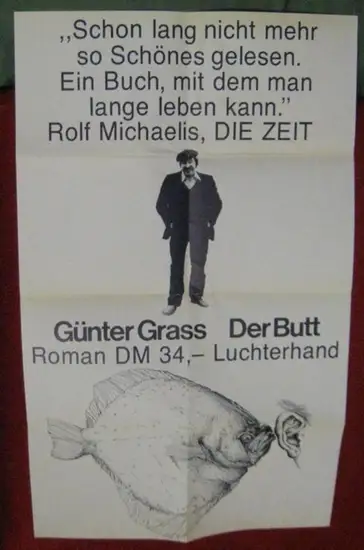 „Schon lang nicht mehr
so Schönes gelesen.
Ein Buch, mit dem man
lange leben kann.”
Rolf Michaelis, DIE ZEIT
Günter Grass Der Butt
Roman DM 34,– Luchterhand